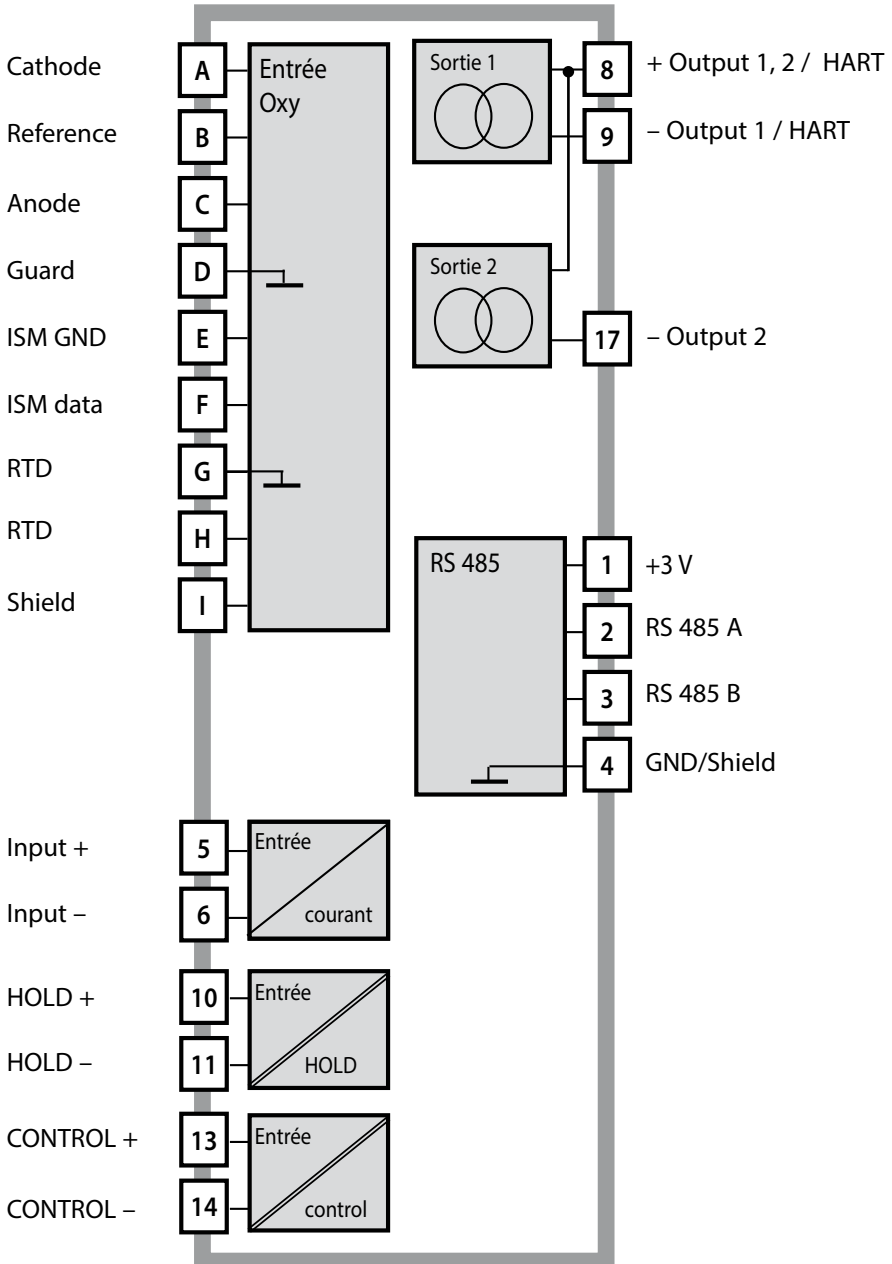 Cathode
A
Entrée
Oxy
Reference
B
Anode
C
Guard
D
ISM GND
E
ISM data
F
RTD
G
RTD
H
Shield
I
Sortie 1
8
+ Output 1, 2 / HART
9
– Output 1 / HART
Sortie 2
17
– Output 2
RS 485
1
+3 V
2
RS 485 A
3
RS 485 B
4
GND/Shield
Input +
5
Entrée
Input –
6
courant
HOLD +
10
Entrée
HOLD –
11
HOLD
CONTROL +
13
Entrée
CONTROL –
14
control